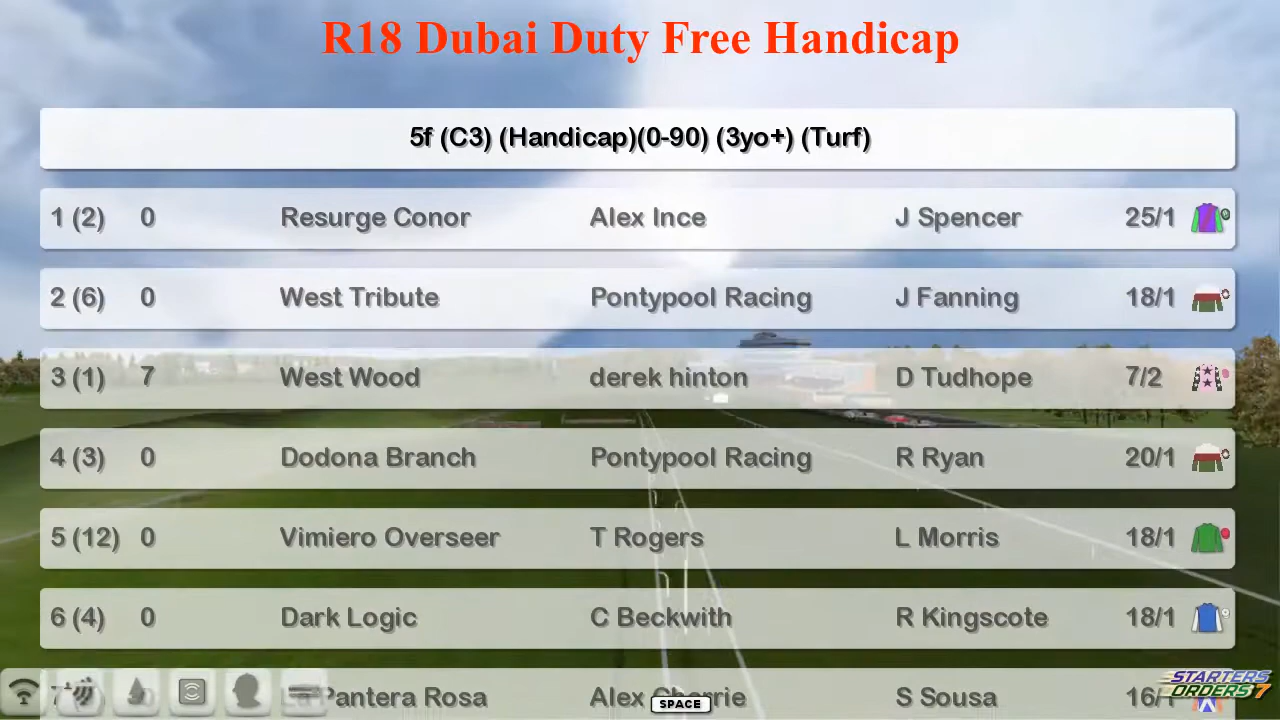 R18 Dubai Duty Free Handicap
5f (C3) (Handicap)(0-90) (3yo+) (Turf)
1 (2) 0 Resurge Conor Alex Ince J Spencer 25/1
2 (6) 0 West Tribute Pontypool Racing J Fanning 18/1
3 (1) 7 West Wood derek hinton D Tudhope 7/2
4 (3) 0 Dodona Branch Pontypool Racing R Ryan 20/1
5 (12) 0 Vimiero Overseer T Rogers L Morris 18/1
6 (4) 0 Dark Logic C Beckwith R Kingscote 18/1
Pantera Rosa Alex S Sousa
SPACE
STARTERS ORDERS 7